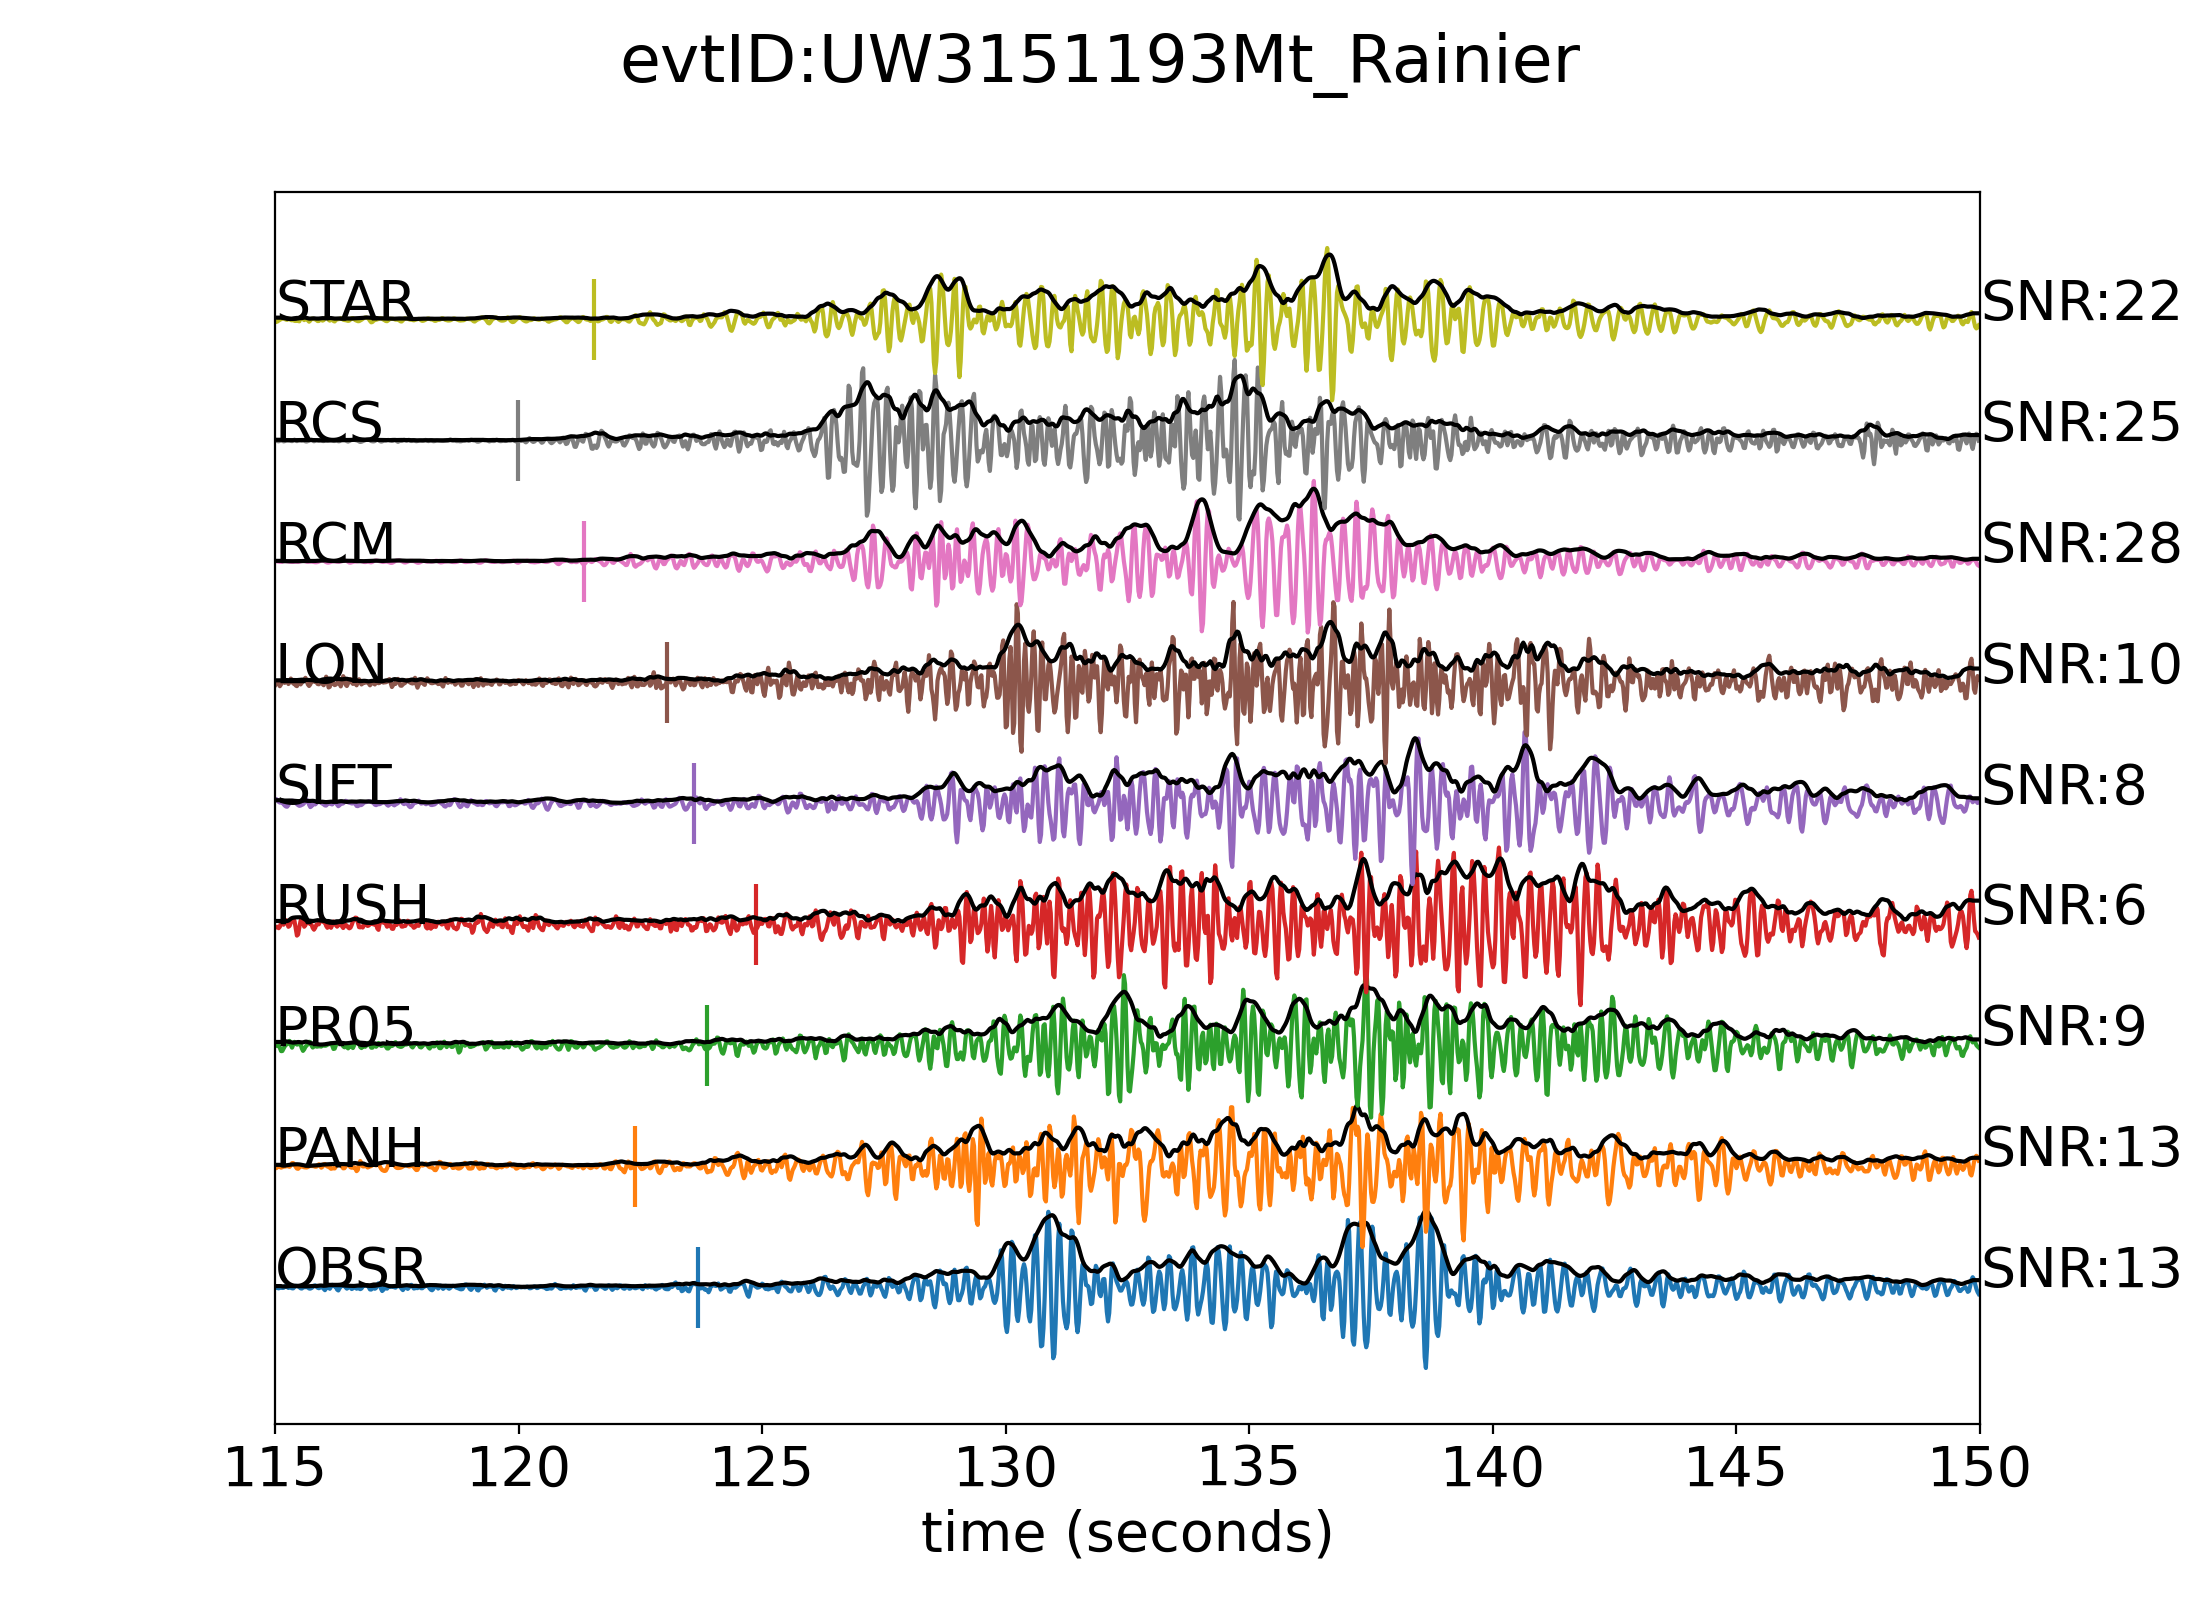 evtID:UW3151193Mt_Rainier
STAR SNR:22
RCS SNR:25
RCM SNR:28
LON SNR:10
SIFT SNR:8
RUSH SNR:6
PR05 SNR:9
PANH SNR:13
OBSR SNR:13
115 120 125 130 135 140 145 150
time (seconds)